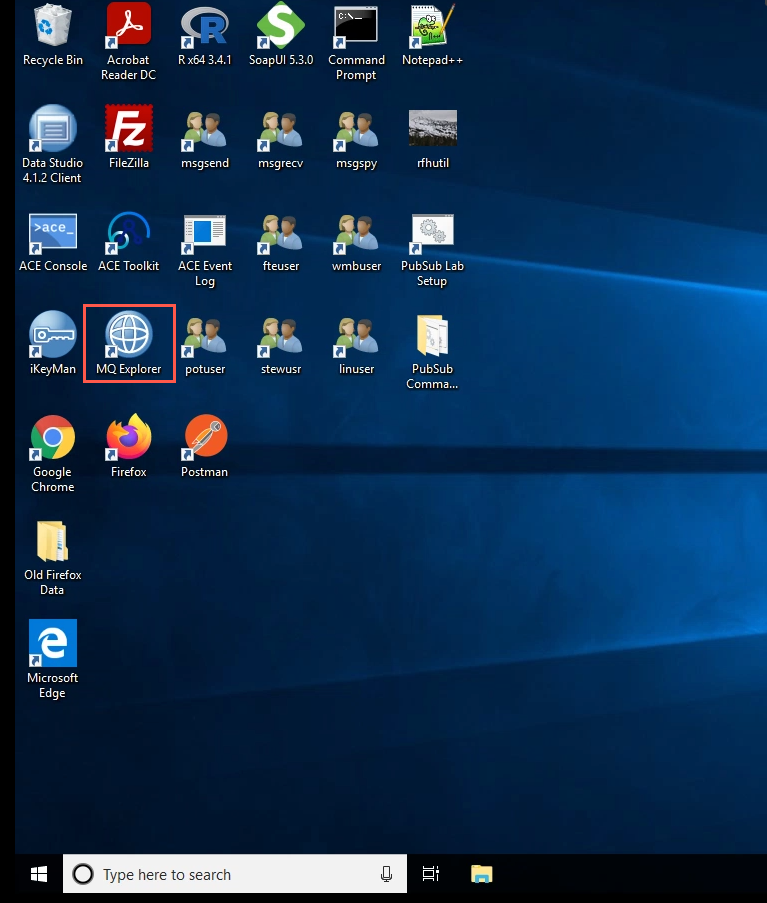 Recycle Bin
Acrobat
Reader DC
R x64 3.4.1
SoapUI 5.3.0
C:\_
Command
Prompt
Notepad++
Data Studio
4.1.2 Client
Fz
FileZilla
msgsend
msgrecv
msgspy
rfhutil
>ace_
ACE Console
ACE Toolkit
ACE Event
Log
fteuser
wmbuser
PubSub Lab
Setup
iKeyMan
MQ Explorer
potuser
stewusr
linuser
PubSub
Comma...
Google
Chrome
Firefox
Postman
Old Firefox
Data
Microsoft
Edge
Type here to search